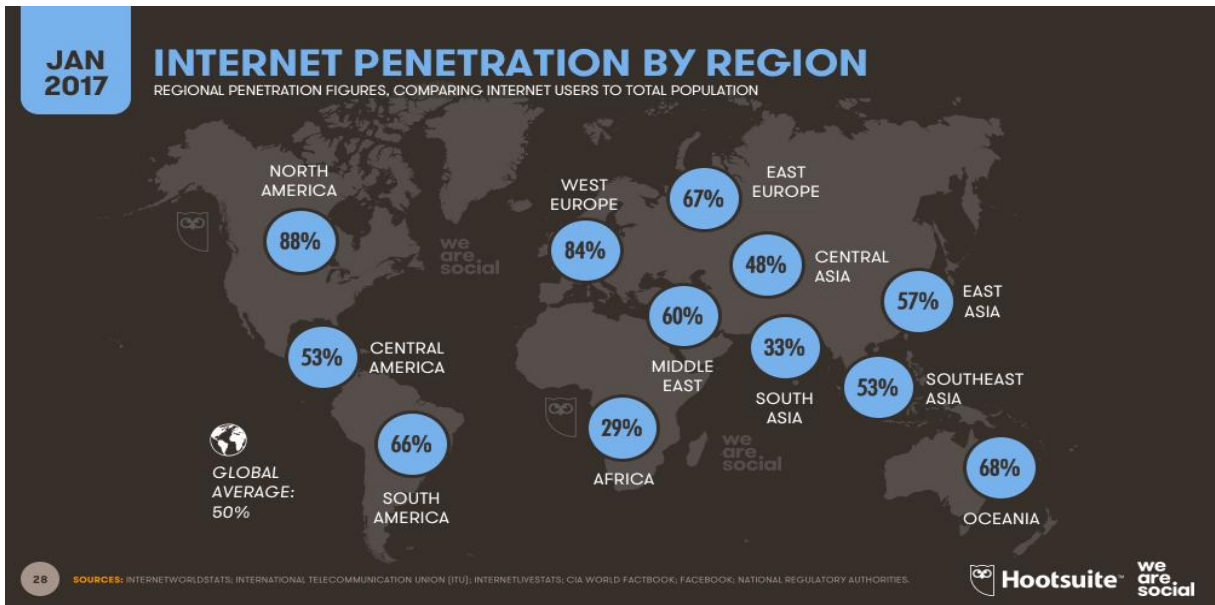 JAN
2017
INTERNET PENETRATION BY REGION
REGIONAL PENETRATION FIGURES, COMPARING INTERNET USERS TO TOTAL POPULATION
NORTH
AMERICA
88%
we
are
social
WEST
EUROPE
84%
67%
EAST
EUROPE
48%
CENTRAL
ASIA
57%
EAST
ASIA
60%
MIDDLE
EAST
33%
SOUTH
ASIA
53%
SOUTHEAST
ASIA
53%
CENTRAL
AMERICA
66%
SOUTH
AMERICA
29%
AFRICA
we
are
social
68%
OCEANIA
GLOBAL
AVERAGE:
50%
28
SOURCES: INTERNETWORLDSTATS; INTERNATIONAL TELECOMMUNICATION UNION (ITU); INTERNETLIVESTATS; CIA WORLD FACTBOOK; FACEBOOK; NATIONAL REGULATORY AUTHORITIES.
Hootsuite™
we
are
social